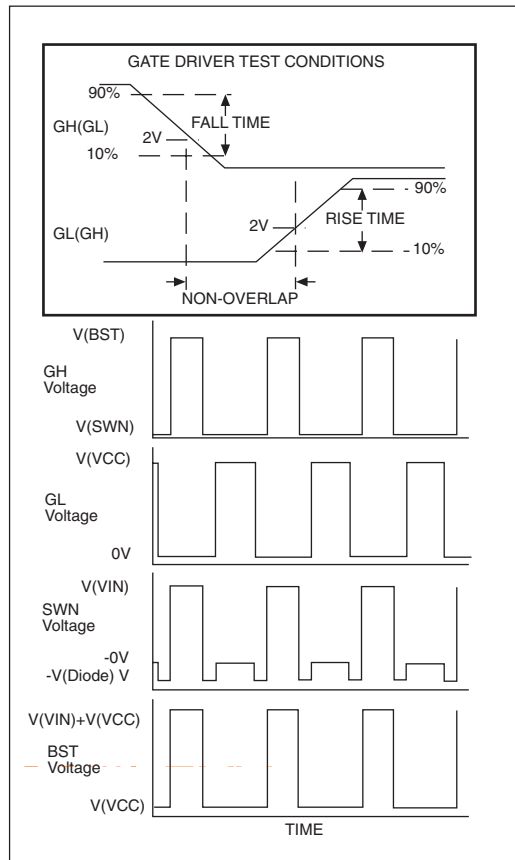 GATE DRIVER TEST CONDITIONS
90%
FALL TIME
GH(GL)
2V
10%
90%
RISE TIME
2V
GL(GH)
10%
NON-OVERLAP
V(BST)
GH
Voltage
V(SWN)
V(VCC)
GL
Voltage
0V
V(VIN)
SWN
Voltage
-0V
-V(Diode) V
V(VIN)+V(VCC)
BST
Voltage
V(VCC)
TIME